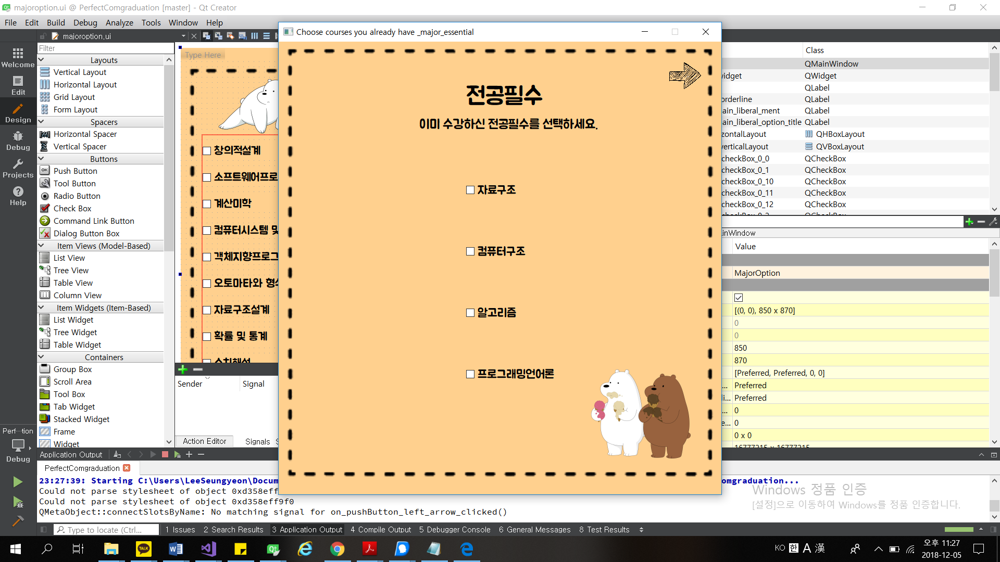 majoroption.ui @ PerfectComgraduation [master] - Qt Creator
File Edit Build Debug Analyze Tools Window Help
majoroption.ui
Choose courses you already have _major_essential
Filter
Type Here
Class
Welcome
Layouts
QMainWindow
Vertical Layout
Horizontal Layout
Grid Layout
Form Layout
Edit
Design
Debug
Projects
Help
Spacers
Horizontal Spacer
Vertical Spacer
Buttons
Push Button
Tool Button
Radio Button
Check Box
Command Link Button
Dialog Button Box
Item Views (Model-Based)
List View
Tree View
Table View
Column View
Item Widgets (Item-Based)
List Widget
Tree Widget
Table Widget
Containers
Group Box
Scroll Area
Tool Box
Tab Widget
Stacked Widget
Frame
Widget
창의적설계
소프트웨어프로
계산미학
컴퓨터시스템 및
객체지향프로그
오토마타와 형식
자료구조설계
확률 및 통계
수치해석
전공필수
이미 수강하신 전공필수를 선택하세요.
자료구조
컴퓨터구조
알고리즘
프로그래밍언어론
idget QWidget
QLabel
orderline QLabel
ain_liberal_ment QLabel
ain_liberal_option_title QLabel
zontalLayout QHBoxLayout
verticalLayout QVBoxLayout
checkBox_0_0 QCheckBox
checkBox_0_1 QCheckBox
checkBox_0_10 QCheckBox
checkBox_0_11 QCheckBox
checkBox_0_12 QCheckBox
checkBox_0_2 QCheckBox
inWindow
Value
MajorOption
[(0, 0), 850 x 870]
0
0
850
870
[Preferred, Preferred, 0, 0]
... Preferred
li... Preferred
... 0
e... 0
0 x 0
16777215 x 16777215
Sender Signal
Action Editor Signals S
Perf···tion
Debug
Application Output
PerfectComgraduation
23:27:39: Starting C:\Users\LeeSeungyeon\Docum omgraduation...
Could not parse stylesheet of object 0xd358eff
Could not parse stylesheet of object 0xd358eff9f0
QMetaObject::connectSlotsByName: No matching signal for on_pushButton_left_arrow_clicked()
Windows 정품 인증
[설정]으로 이동하여 Windows를 정품 인증합니다.
Type to locate (Ctrl... 1 Issues 2 Search Results 3 Application Output 4 Compile Output 5 Debugger Console 6 General Messages 8 Test Results
TALK
KO 한 A 漢
오후 11:27
2018-12-05